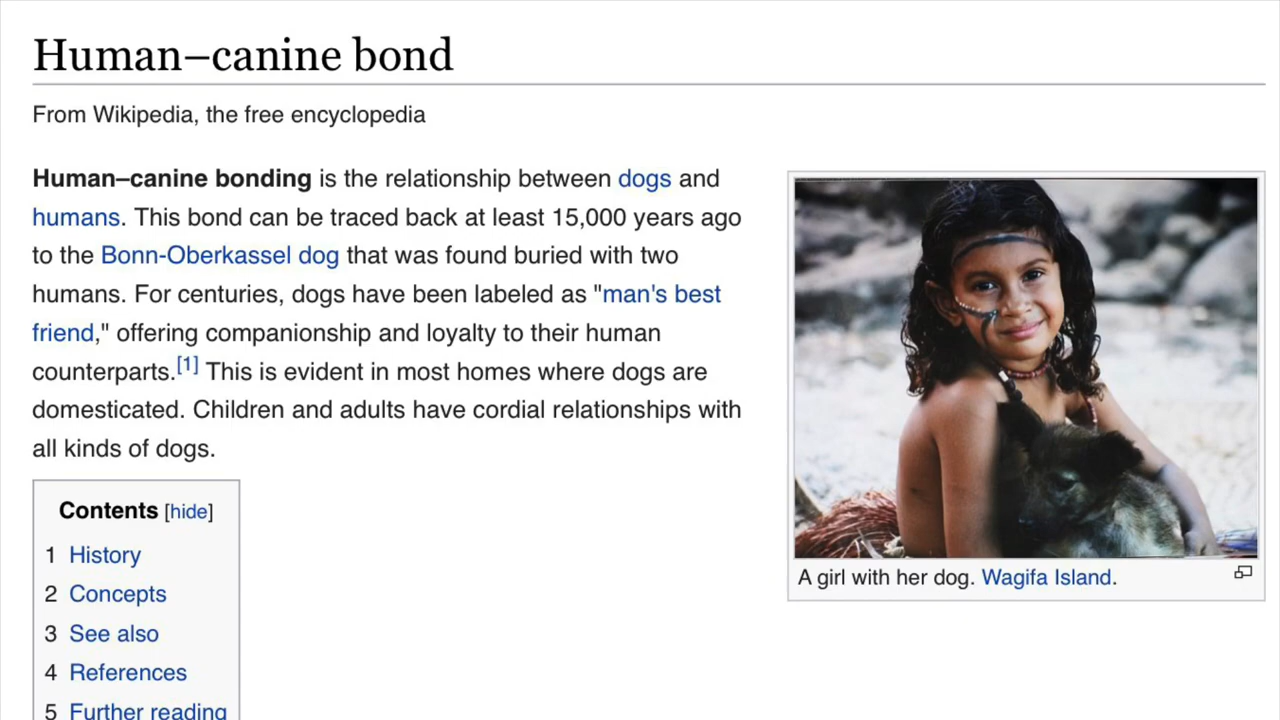 Human–canine bond
From Wikipedia, the free encyclopedia
Human–canine bonding is the relationship between dogs and
humans. This bond can be traced back at least 15,000 years ago
to the Bonn-Oberkassel dog that was found buried with two
humans. For centuries, dogs have been labeled as "man's best
friend," offering companionship and loyalty to their human
counterparts.[1] This is evident in most homes where dogs are
domesticated. Children and adults have cordial relationships with
all kinds of dogs.
A girl with her dog. Wagifa Island.
Contents [hide]
1 History
2 Concepts
3 See also
4 References
5 Further reading